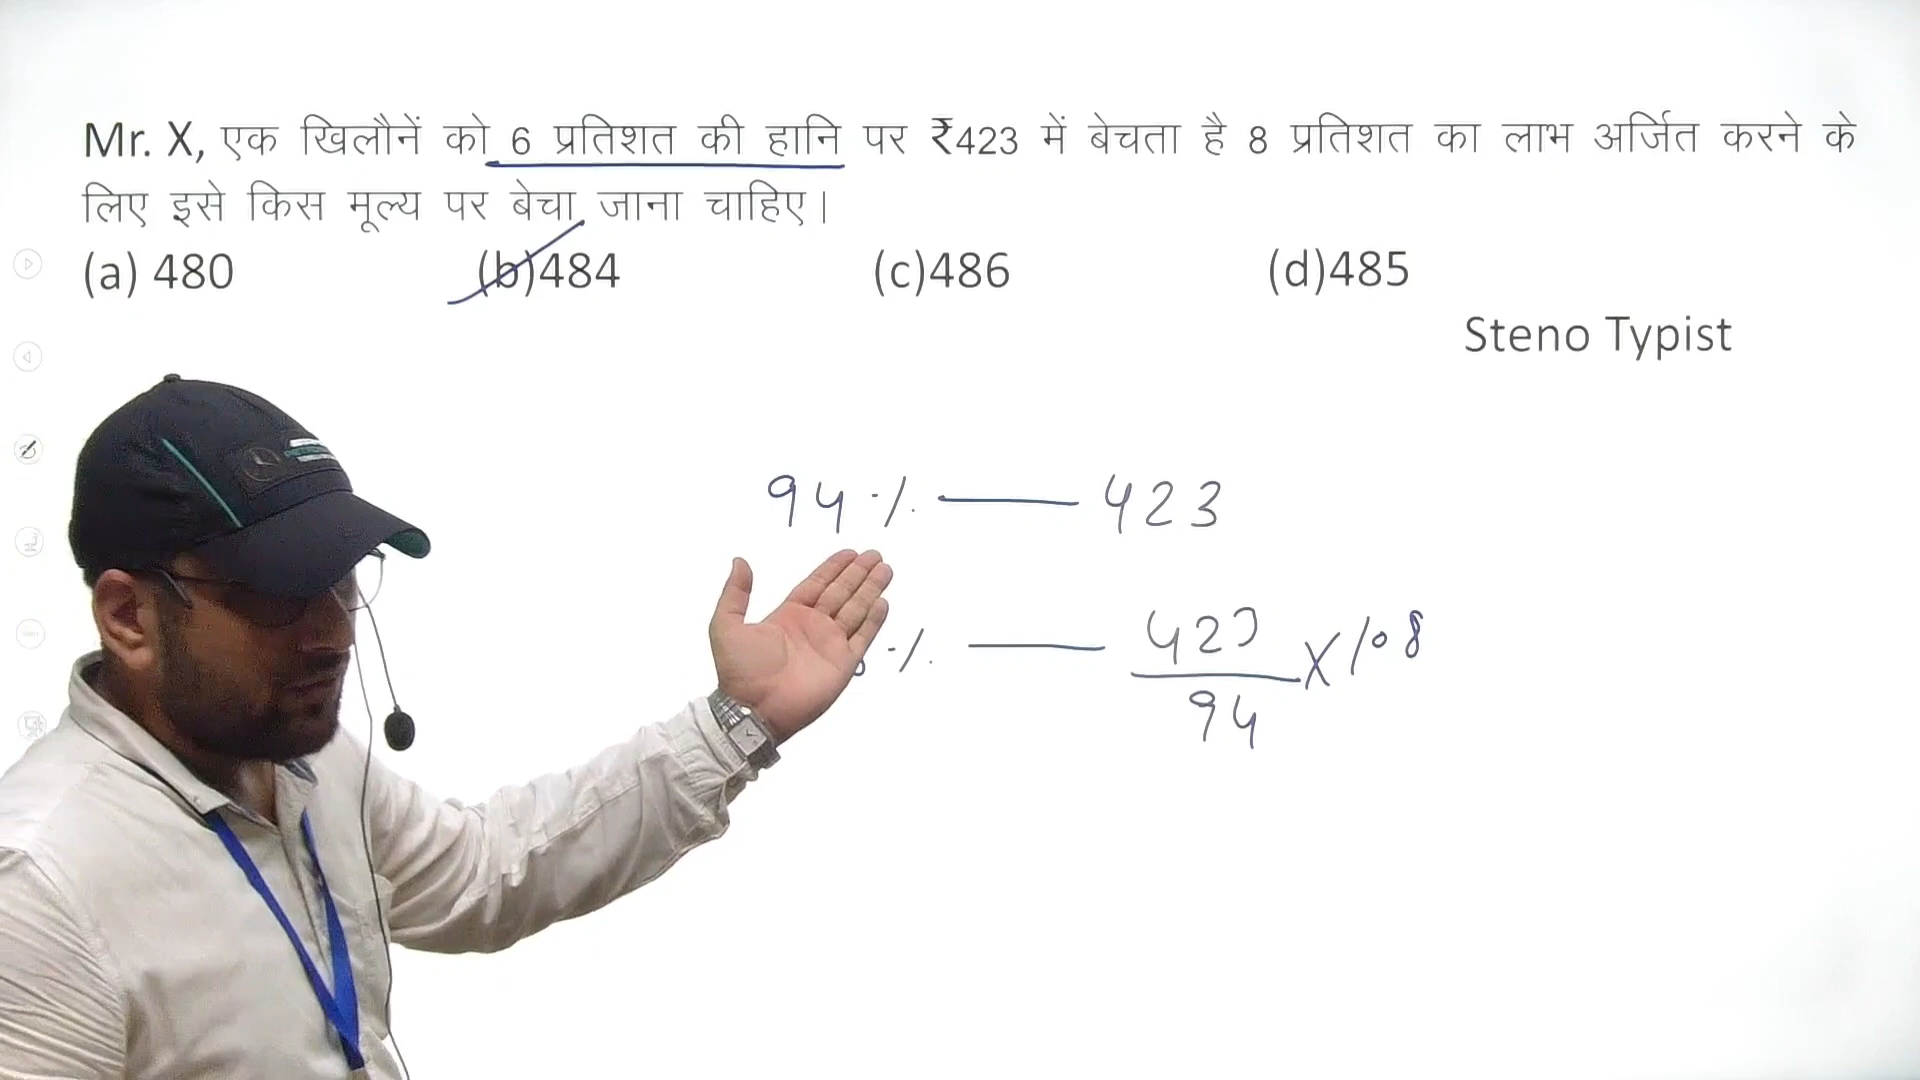 Mr. X, एक खिलौनें को 6 प्रतिशत की हानि पर ₹423 में बेचता है 8 प्रतिशत का लाभ अर्जित करने के
लिए इसे किस मूल्य पर बेचा जाना चाहिए।
(a) 480 (b)484 (c)486 (d)485
Steno Typist
94% — 423
% — 423/94 X 108